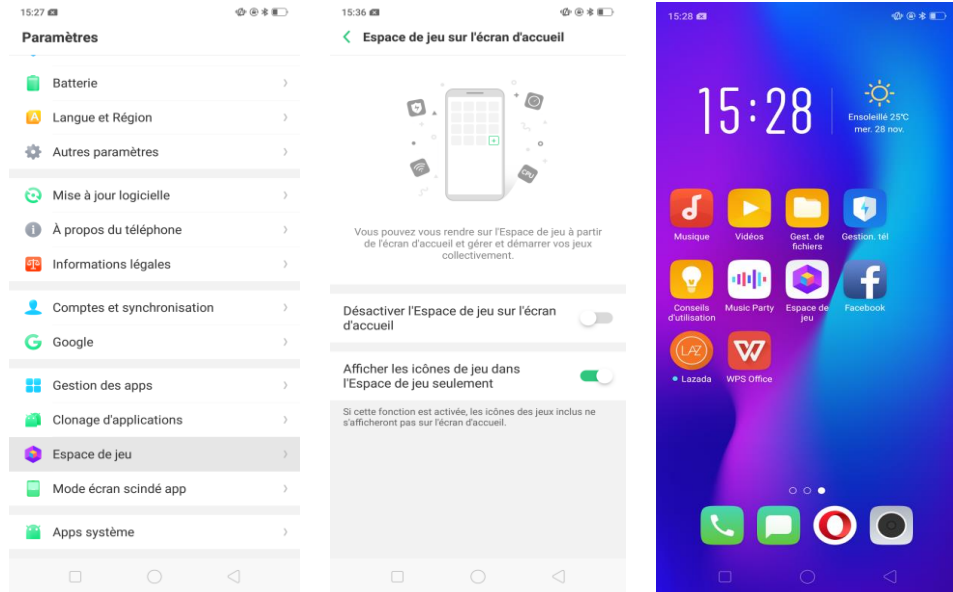 15:27
Paramètres
Batterie
Langue et Région
Autres paramètres
Mise à jour logicielle
À propos du téléphone
Informations légales
Comptes et synchronisation
Google
Gestion des apps
Clonage d'applications
Espace de jeu
Mode écran scindé app
Apps système
15:36
Espace de jeu sur l'écran d'accueil
CPU
Vous pouvez vous rendre sur l'Espace de jeu à partir
de l'écran d'accueil et gérer et démarrer vos jeux
collectivement.
Désactiver l'Espace de jeu sur l'écran
d'accueil
Afficher les icônes de jeu dans
l'Espace de jeu seulement
Si cette fonction est activée, les icônes des jeux inclus ne
s'afficheront pas sur l'écran d'accueil.
15:28
15:28
Ensoleillé 25°C
mer. 28 nov.
Musique
Vidéos
Gest. de
fichiers
Gestion. tél
Conseils
d'utilisation
Music Party
Espace de
jeu
Facebook
LAZ
Lazada
WPS Office